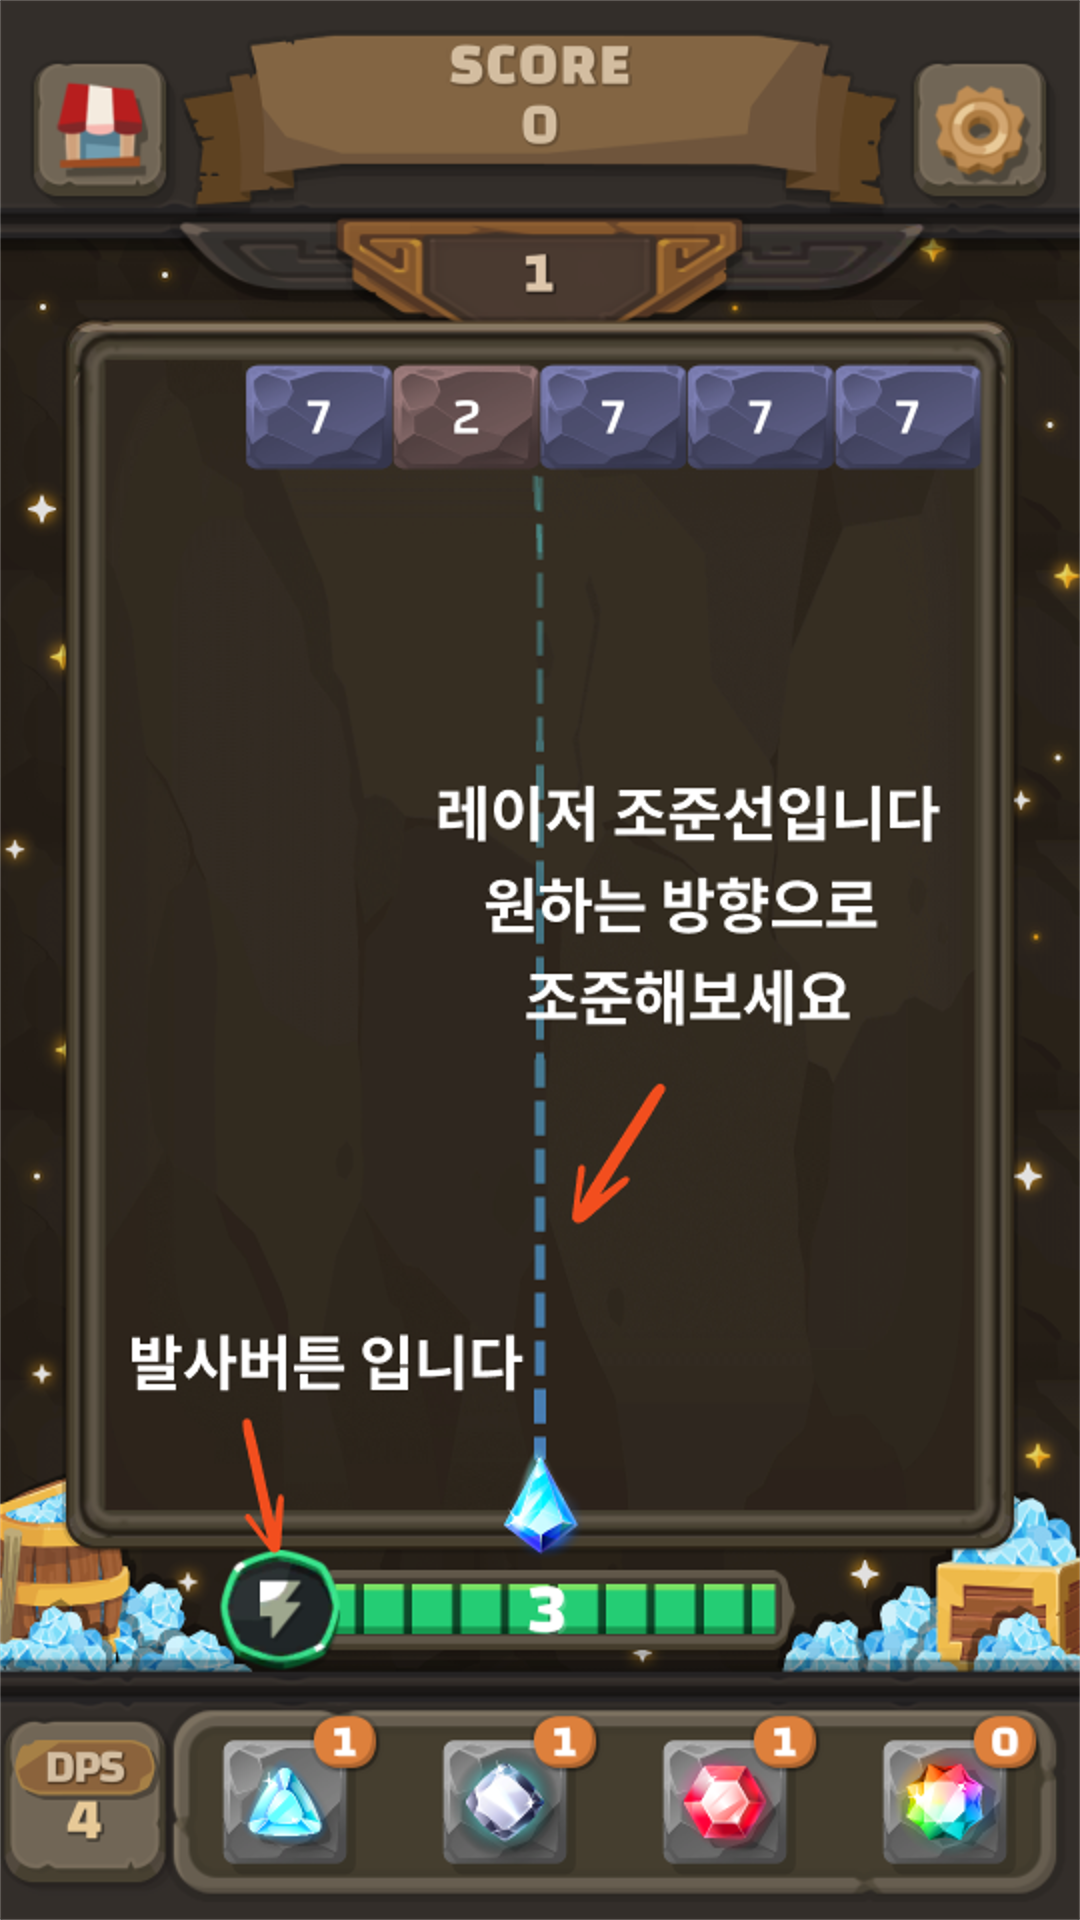 SCORE
0
1
7 2 7 7 7
레이저 조준선입니다
원하는 방향으로
조준해보세요
발사버튼 입니다
3
1 1 1 0
DPS
4